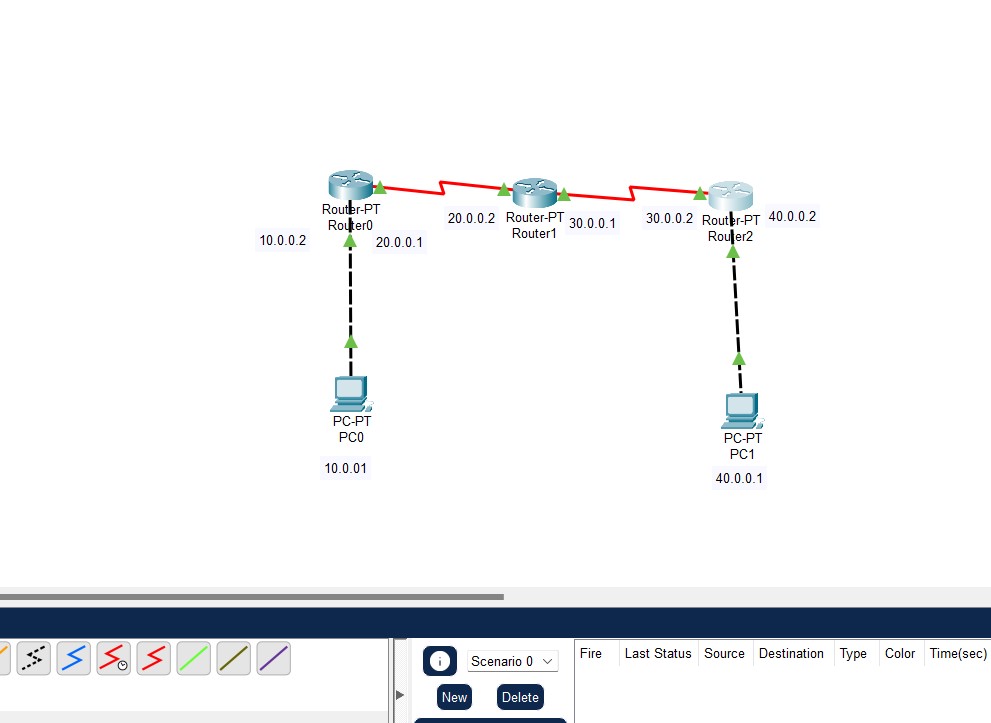 Router-PT
Router0
10.0.0.2
20.0.0.1
20.0.0.2
Router-PT
Router1
30.0.0.1
30.0.0.2
Router-PT
Router2
40.0.0.2
PC-PT
PC0
10.0.01
PC-PT
PC1
40.0.0.1
Scenario 0
New
Delete
Fire Last Status Source Destination Type Color Time(sec)